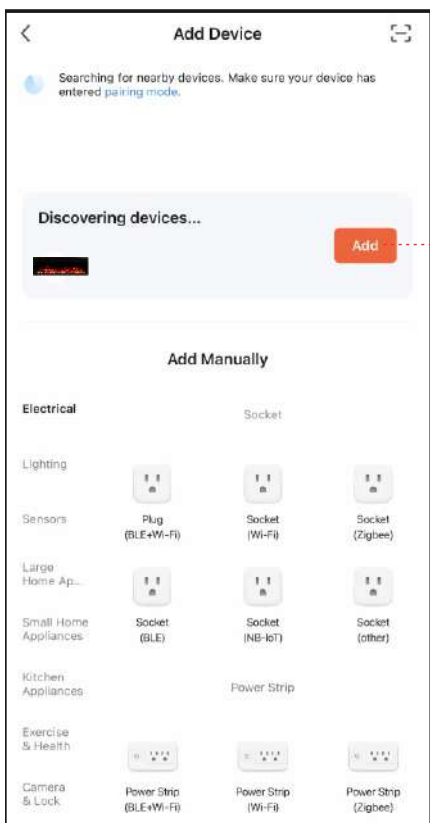 Add Device
Searching for nearby devices. Make sure your device has
entered pairing mode.
Discovering devices...
Add
Add Manually
Electrical
Socket
Lighting
Sensors
Plug
(BLE+Wi-Fi)
Socket
(Wi-Fi)
Socket
(Zigbee)
Large
Home Ap...
Small Home
Appliances
Socket
(BLE)
Socket
(NB-IoT)
Socket
(other)
Kitchen
Appliances
Power Strip
Exercise
& Health
Camera
& Lock
Power Strip
(BLE+Wi-Fi)
Power Strip
(Wi-Fi)
Power Strip
(Zigbee)